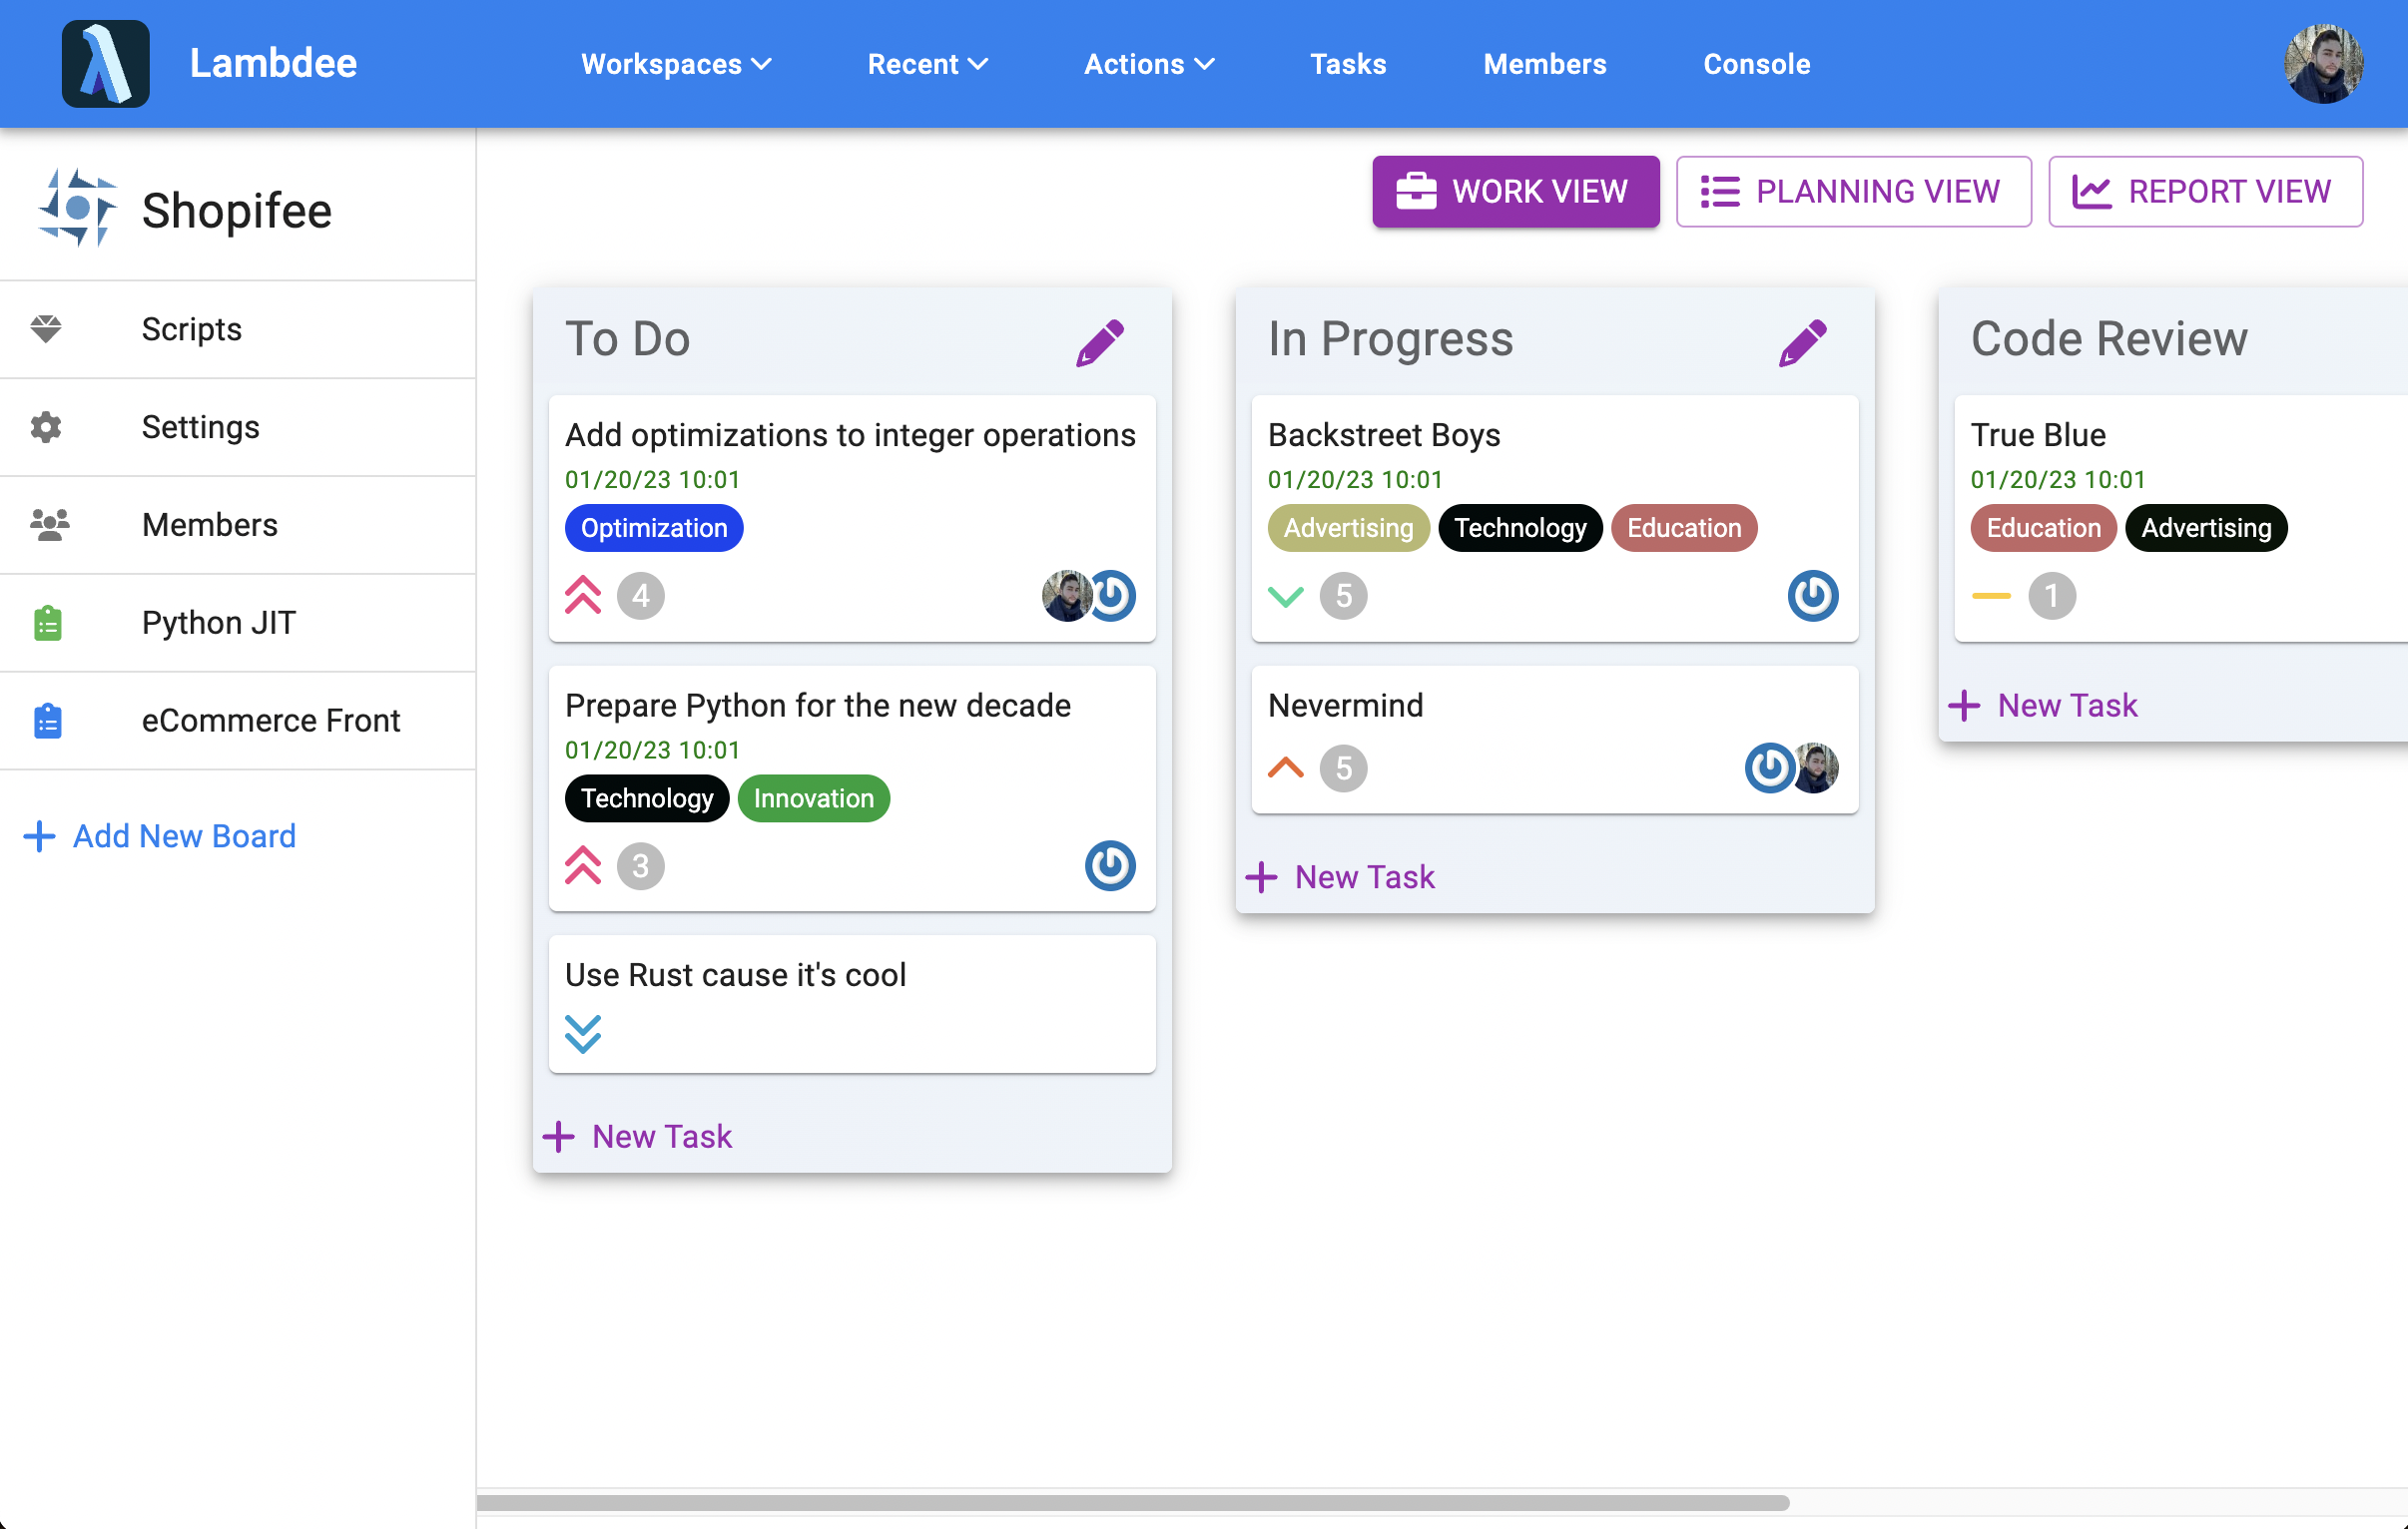 Lambdee
Workspaces
Recent
Actions
Tasks
Members
Console
Shopifee
Scripts
Settings
Members
Python JIT
eCommerce Front
Add New Board
WORK VIEW
PLANNING VIEW
REPORT VIEW
To Do
Add optimizations to integer operations
01/20/23 10:01
Optimization
4
Prepare Python for the new decade
01/20/23 10:01
Technology Innovation
3
Use Rust cause it's cool
New Task
In Progress
Backstreet Boys
01/20/23 10:01
Advertising Technology Education
5
Nevermind
5
New Task
Code Review
True Blue
01/20/23 10:01
Education Advertising
1
New Task